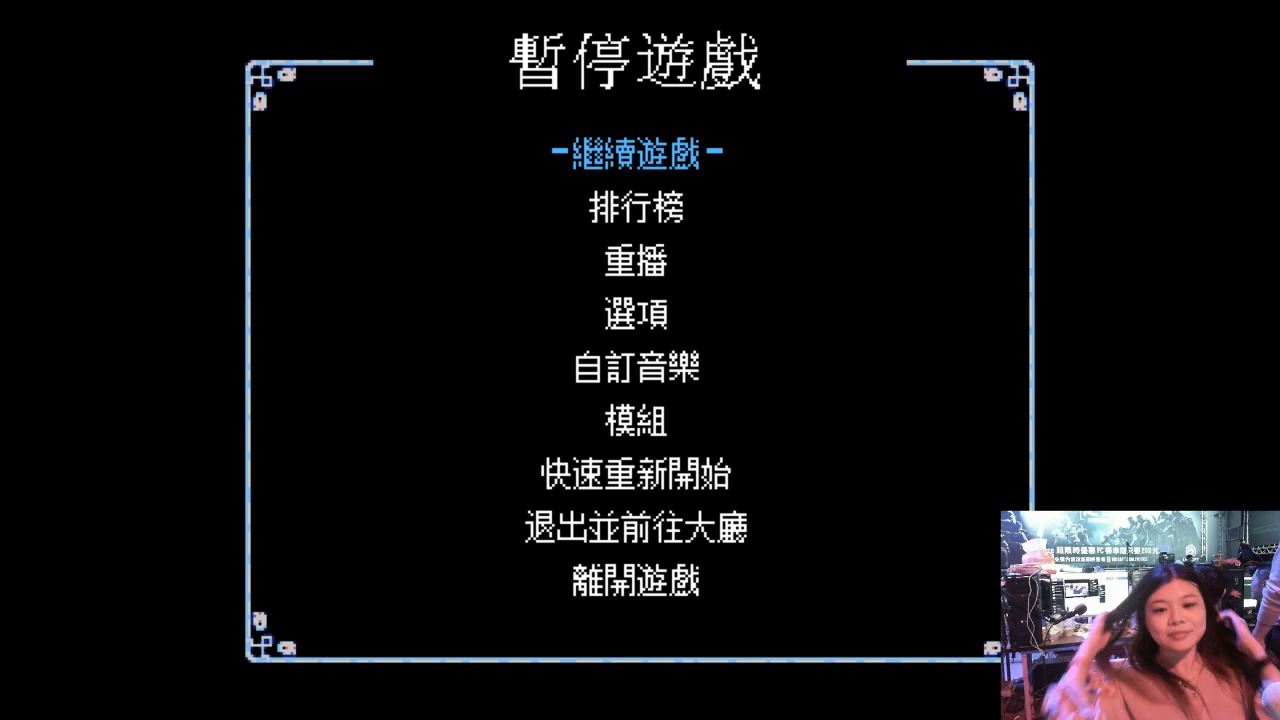 暫停遊戲
-繼續遊戲-
排行榜
重播
選項
自訂音樂
模組
快速重新開始
退出並前往大廳
離開遊戲